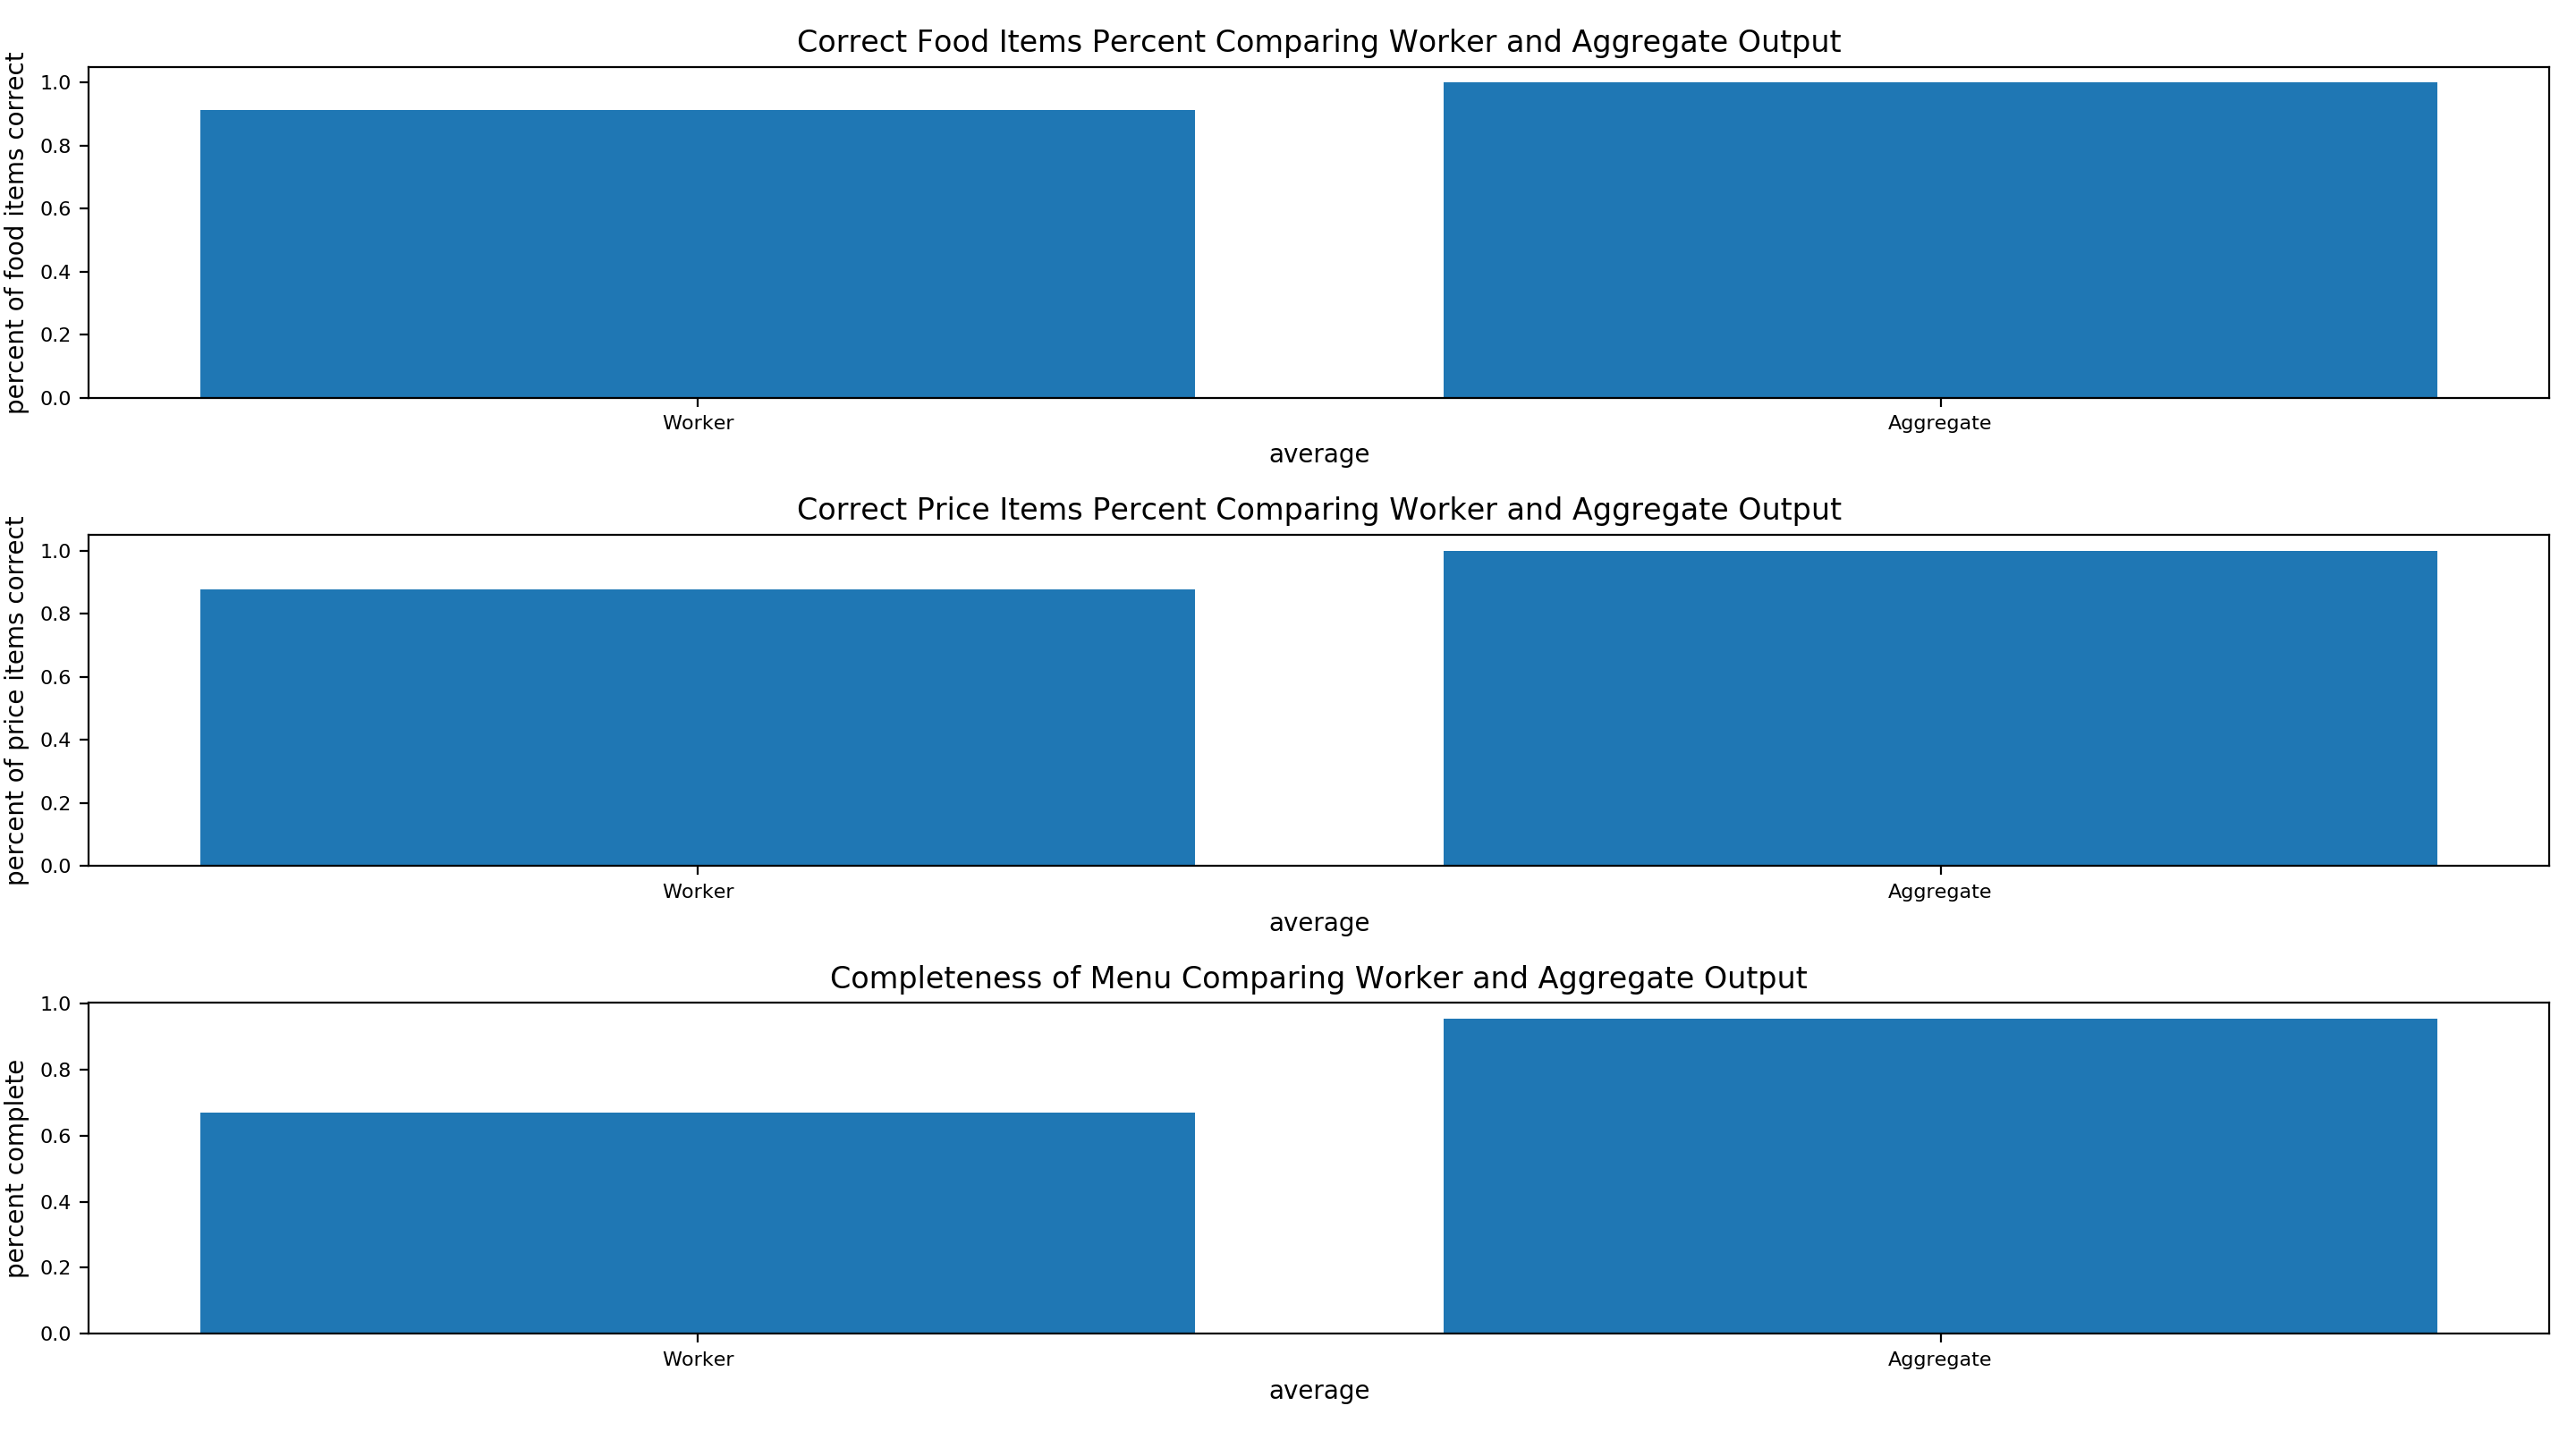 Correct Food Items Percent Comparing Worker and Aggregate Output
percent of food items correct
1.0
0.8
0.6
0.4
0.2
0.0
Worker
Aggregate
average
Correct Price Items Percent Comparing Worker and Aggregate Output
percent of price items correct
1.0
0.8
0.6
0.4
0.2
0.0
Worker
Aggregate
average
Completeness of Menu Comparing Worker and Aggregate Output
percent complete
1.0
0.8
0.6
0.4
0.2
0.0
Worker
Aggregate
average